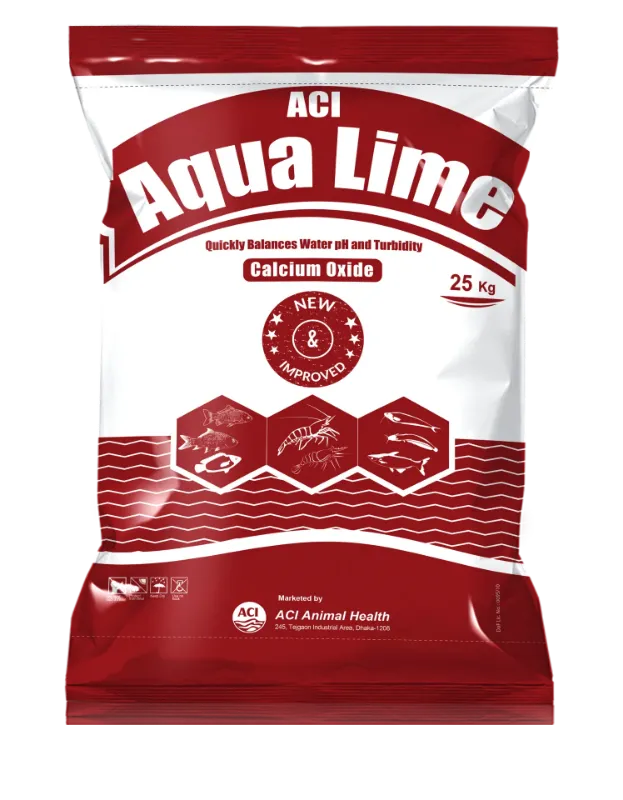 ACI
Aqua Lime
Quickly Balances Water pH and Turbidity
Calcium Oxide
25 Kg
NEW
&
IMPROVED
Marketed by
ACI
ACI Animal Health
245, Tejgaon Industrial Area, Dhaka-1208